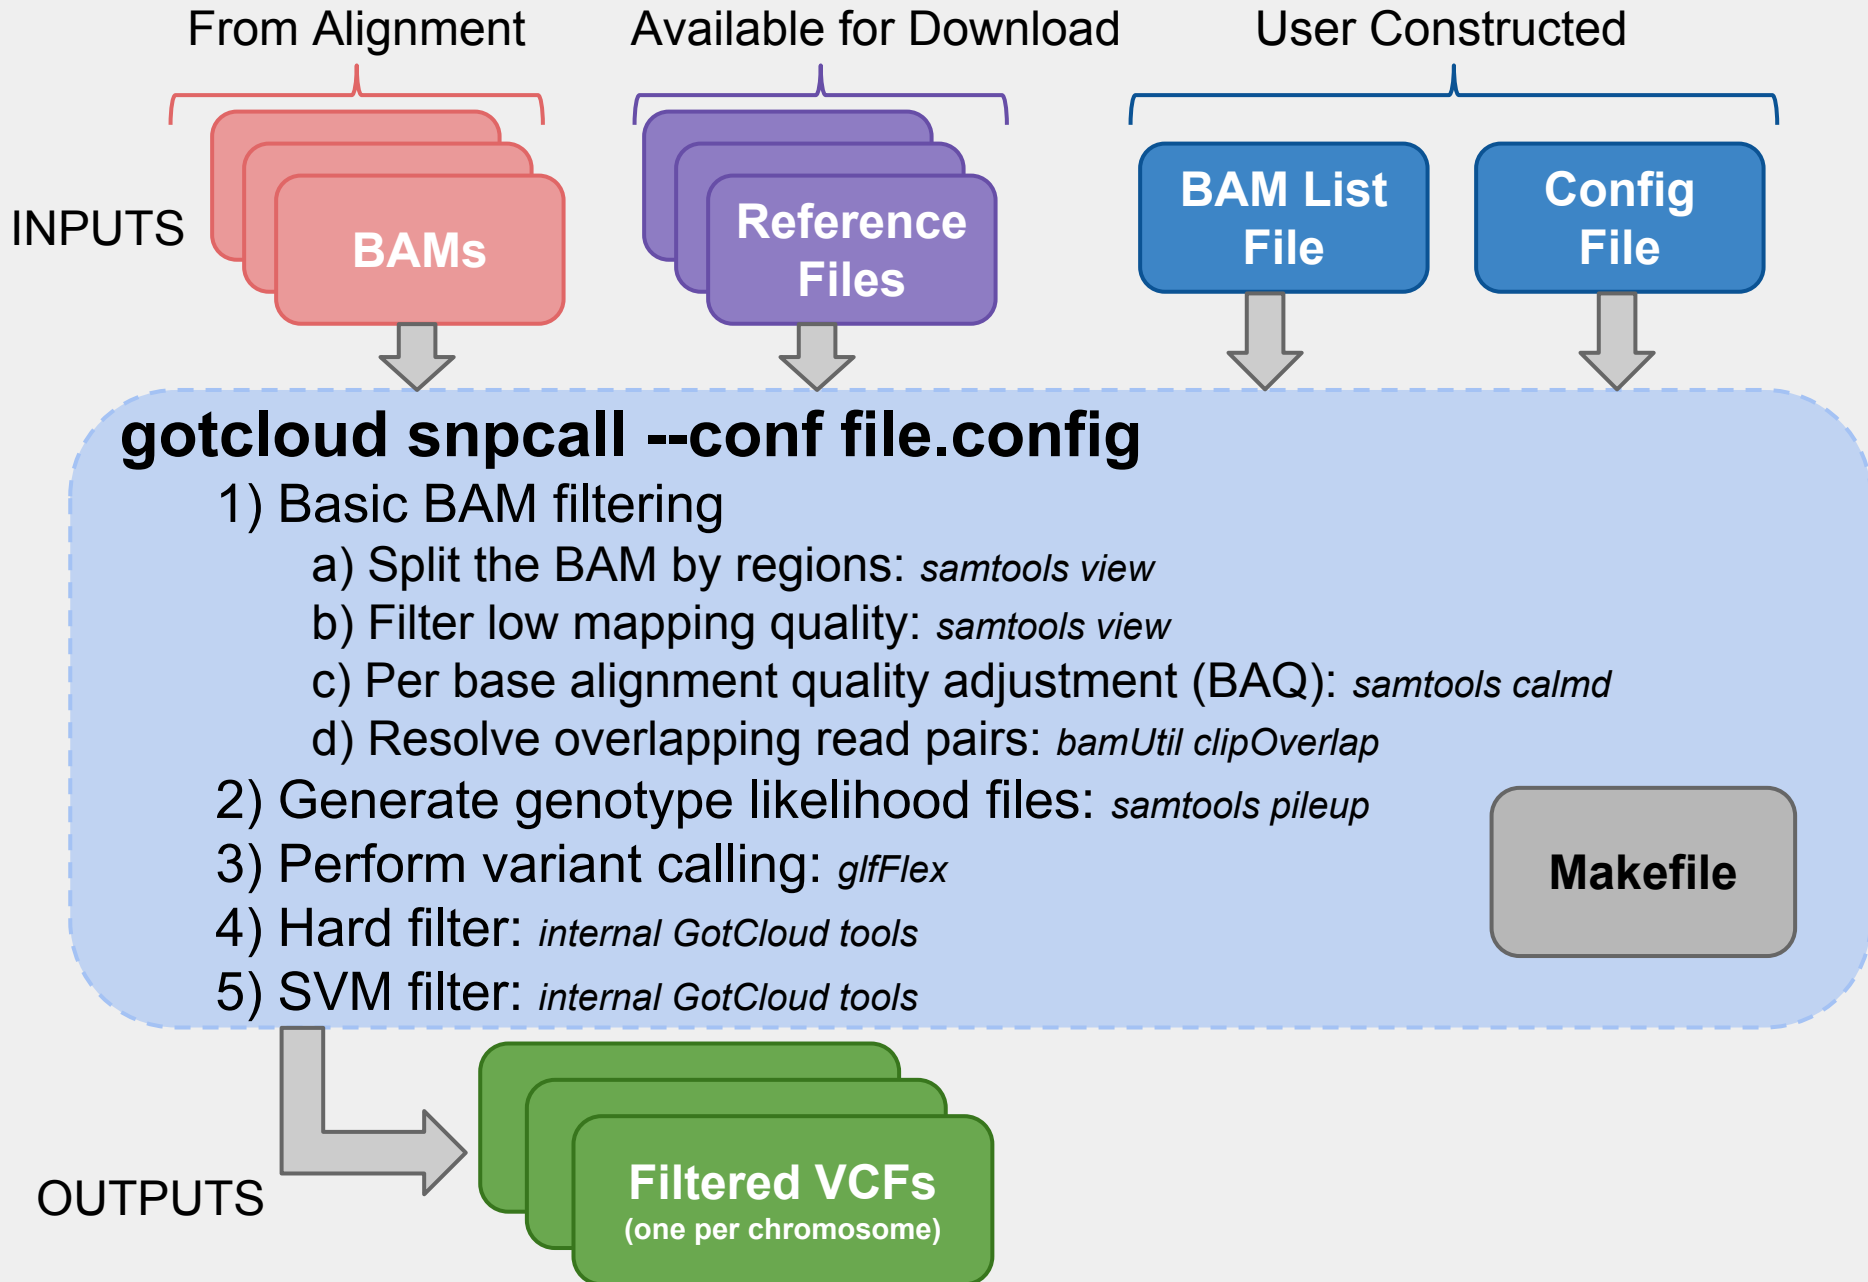 From Alignment
Available for Download
User Constructed
INPUTS
BAMs
Reference
Files
BAM List
File
Config
File
gotcloud snpcall --conf file.config
1) Basic BAM filtering
a) Split the BAM by regions: samtools view
b) Filter low mapping quality: samtools view
c) Per base alignment quality adjustment (BAQ): samtools calmd
d) Resolve overlapping read pairs: bamUtil clipOverlap
2) Generate genotype likelihood files: samtools pileup
3) Perform variant calling: glfFlex
4) Hard filter: internal GotCloud tools
5) SVM filter: internal GotCloud tools
Makefile
OUTPUTS
Filtered VCFs
(one per chromosome)